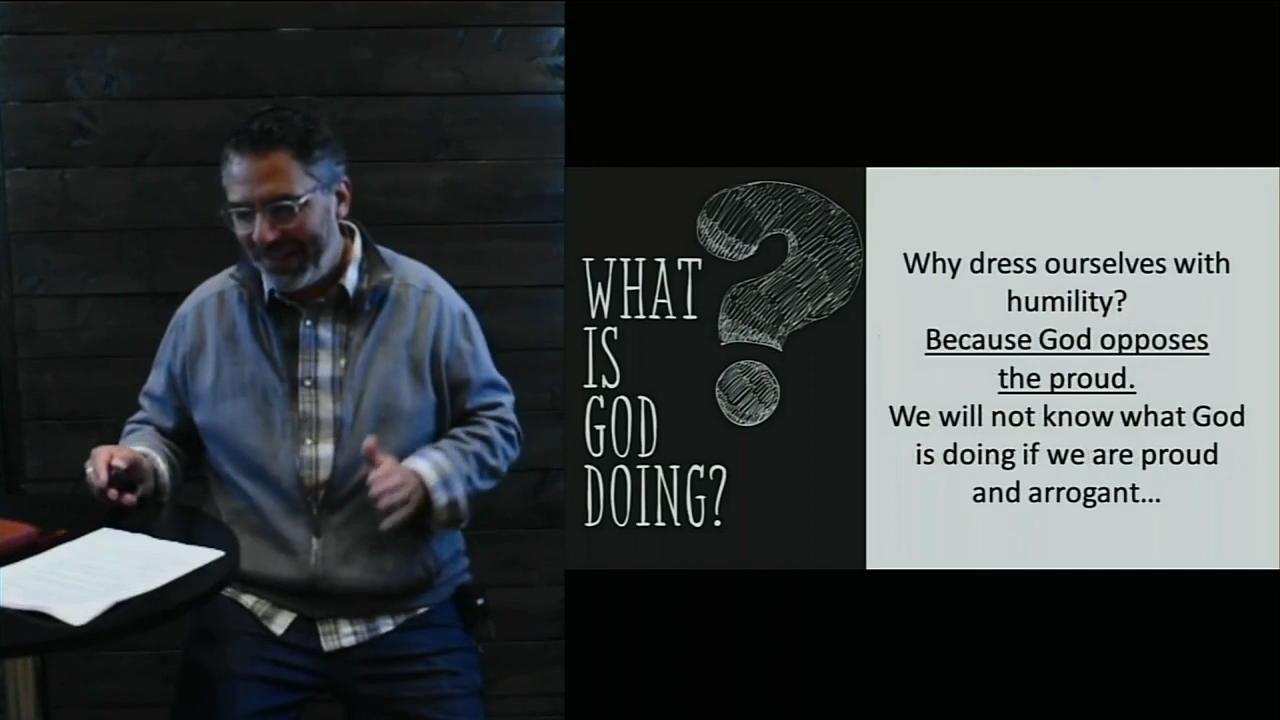 WHAT
IS
GOD
DOING?
Why dress ourselves with
humility?
Because God opposes
the proud.
We will not know what God
is doing if we are proud
and arrogant...